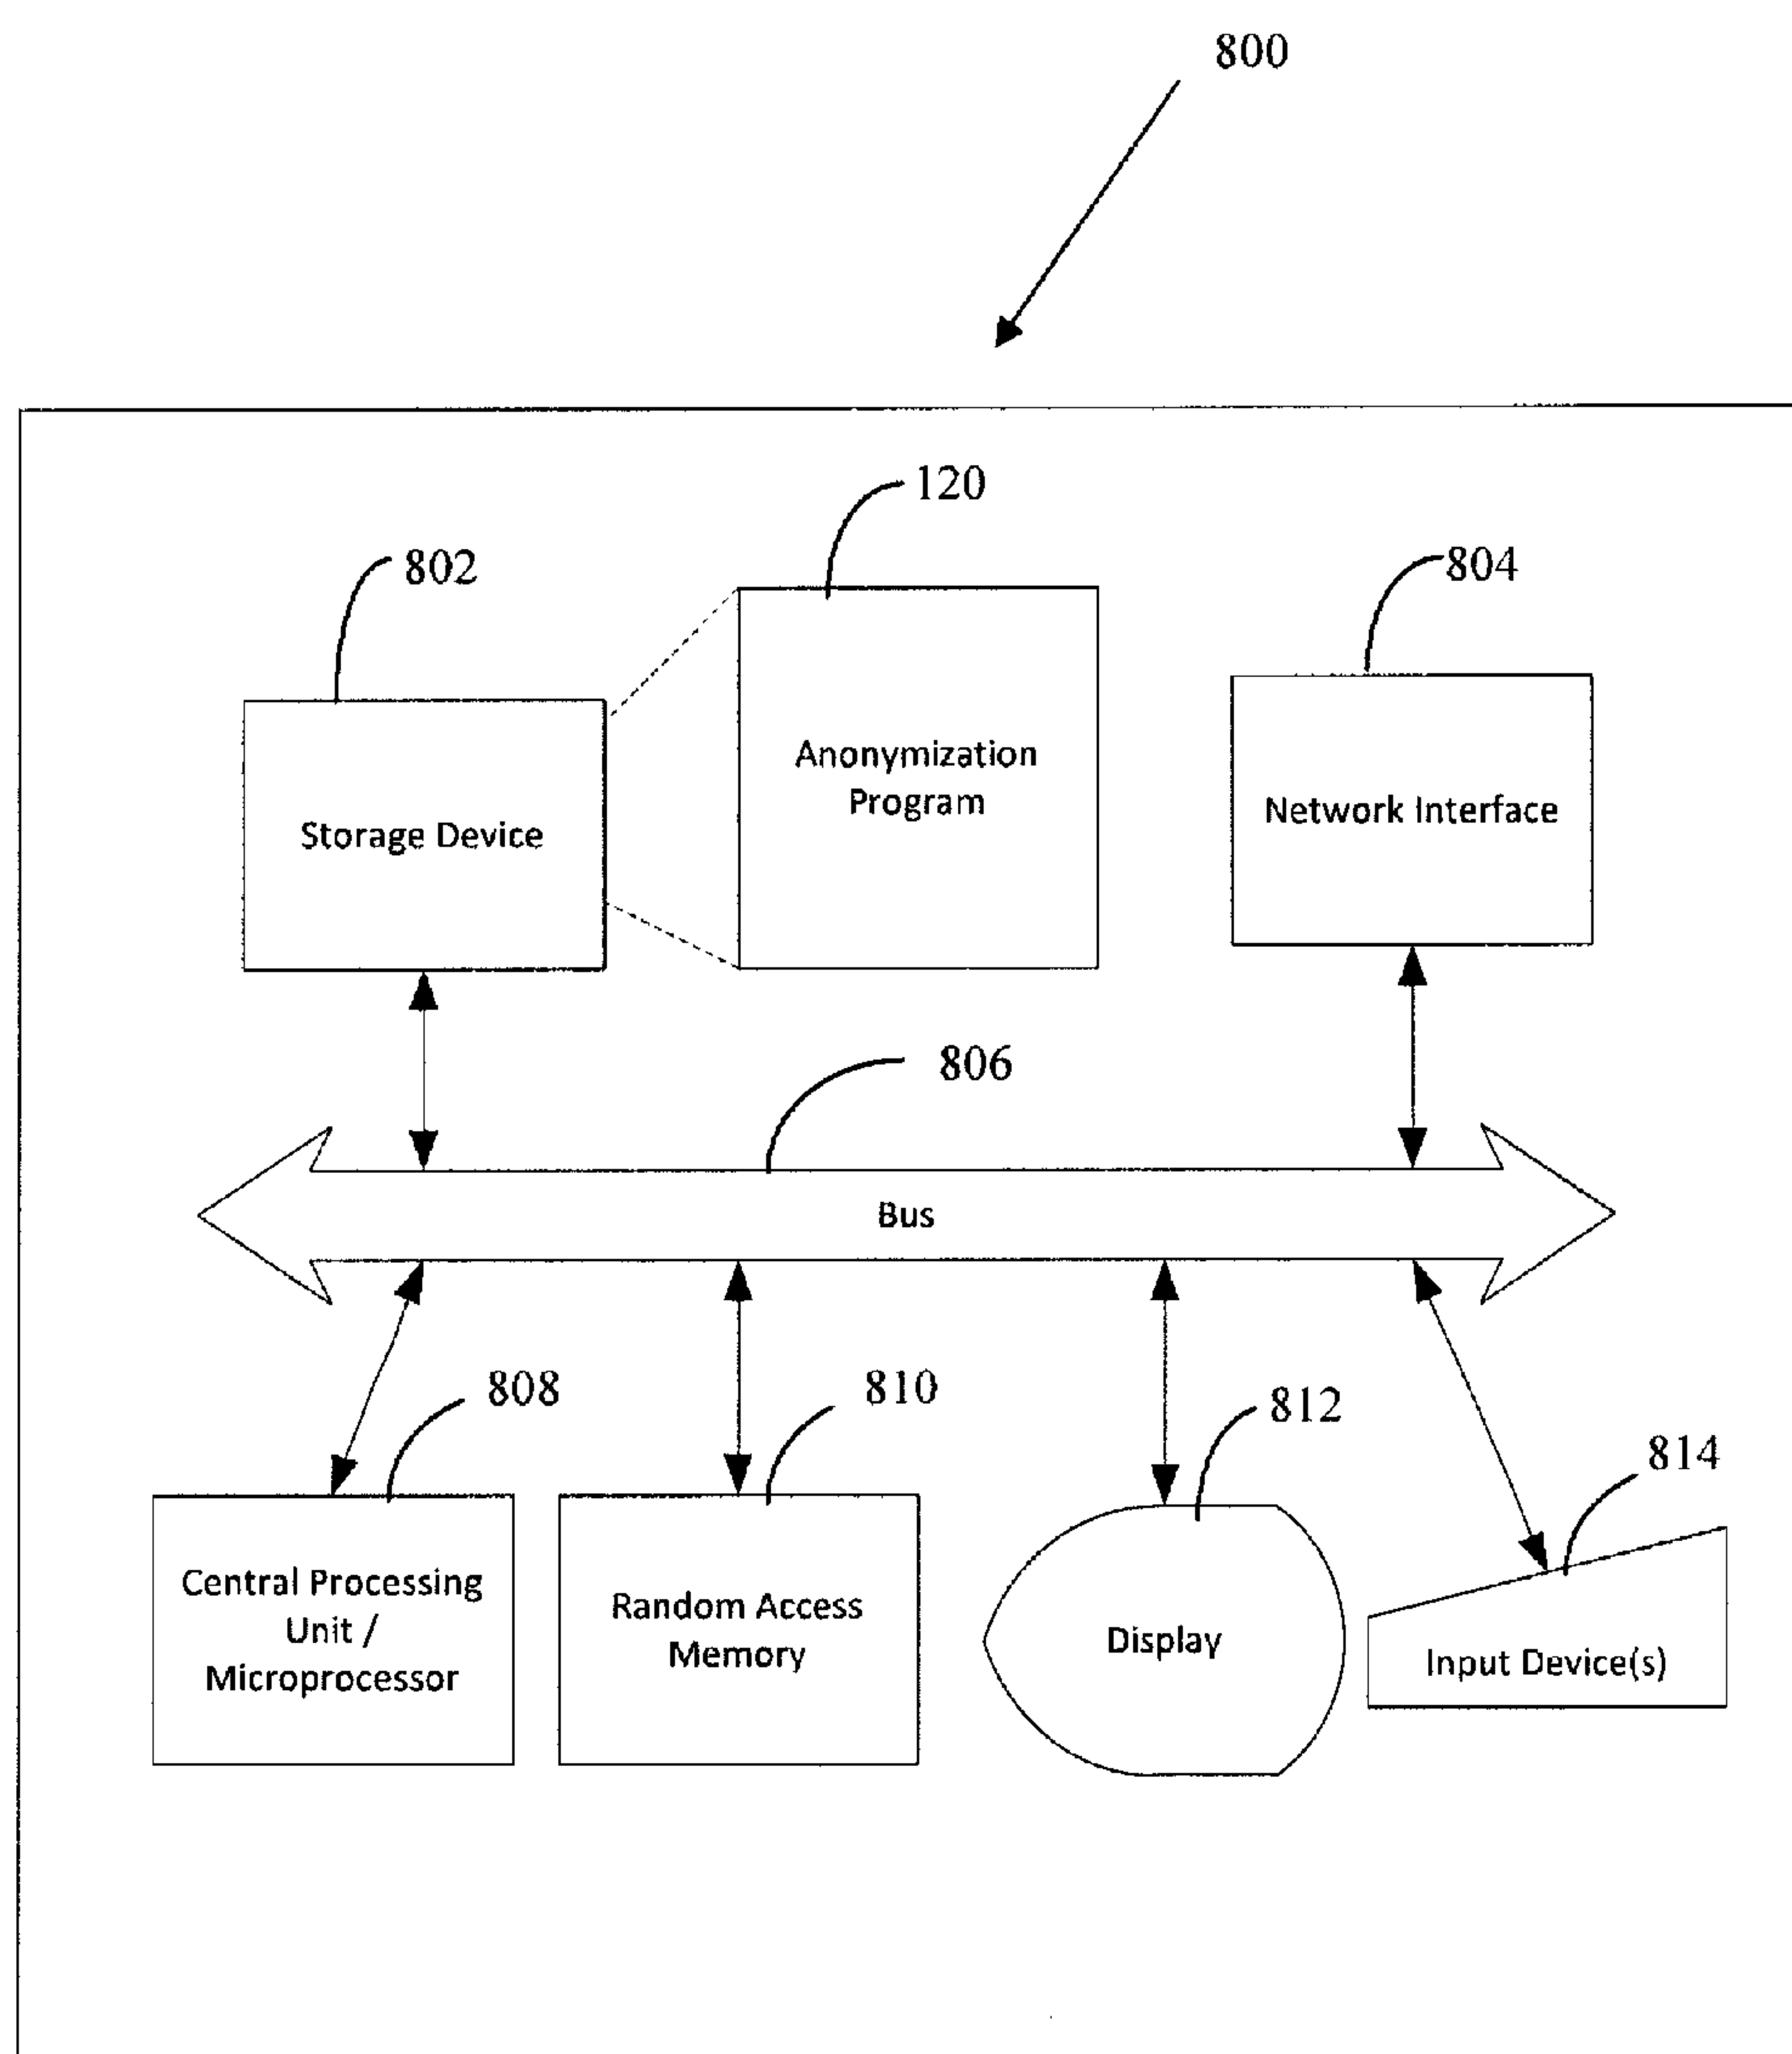 800
120
802
804
Anonymization
Program
Storage Device
Network Interface
806
Bus
808
810
812
814
Central Processing
Unit /
Microprocessor
Random Access
Memory
Display
Input Device(s)